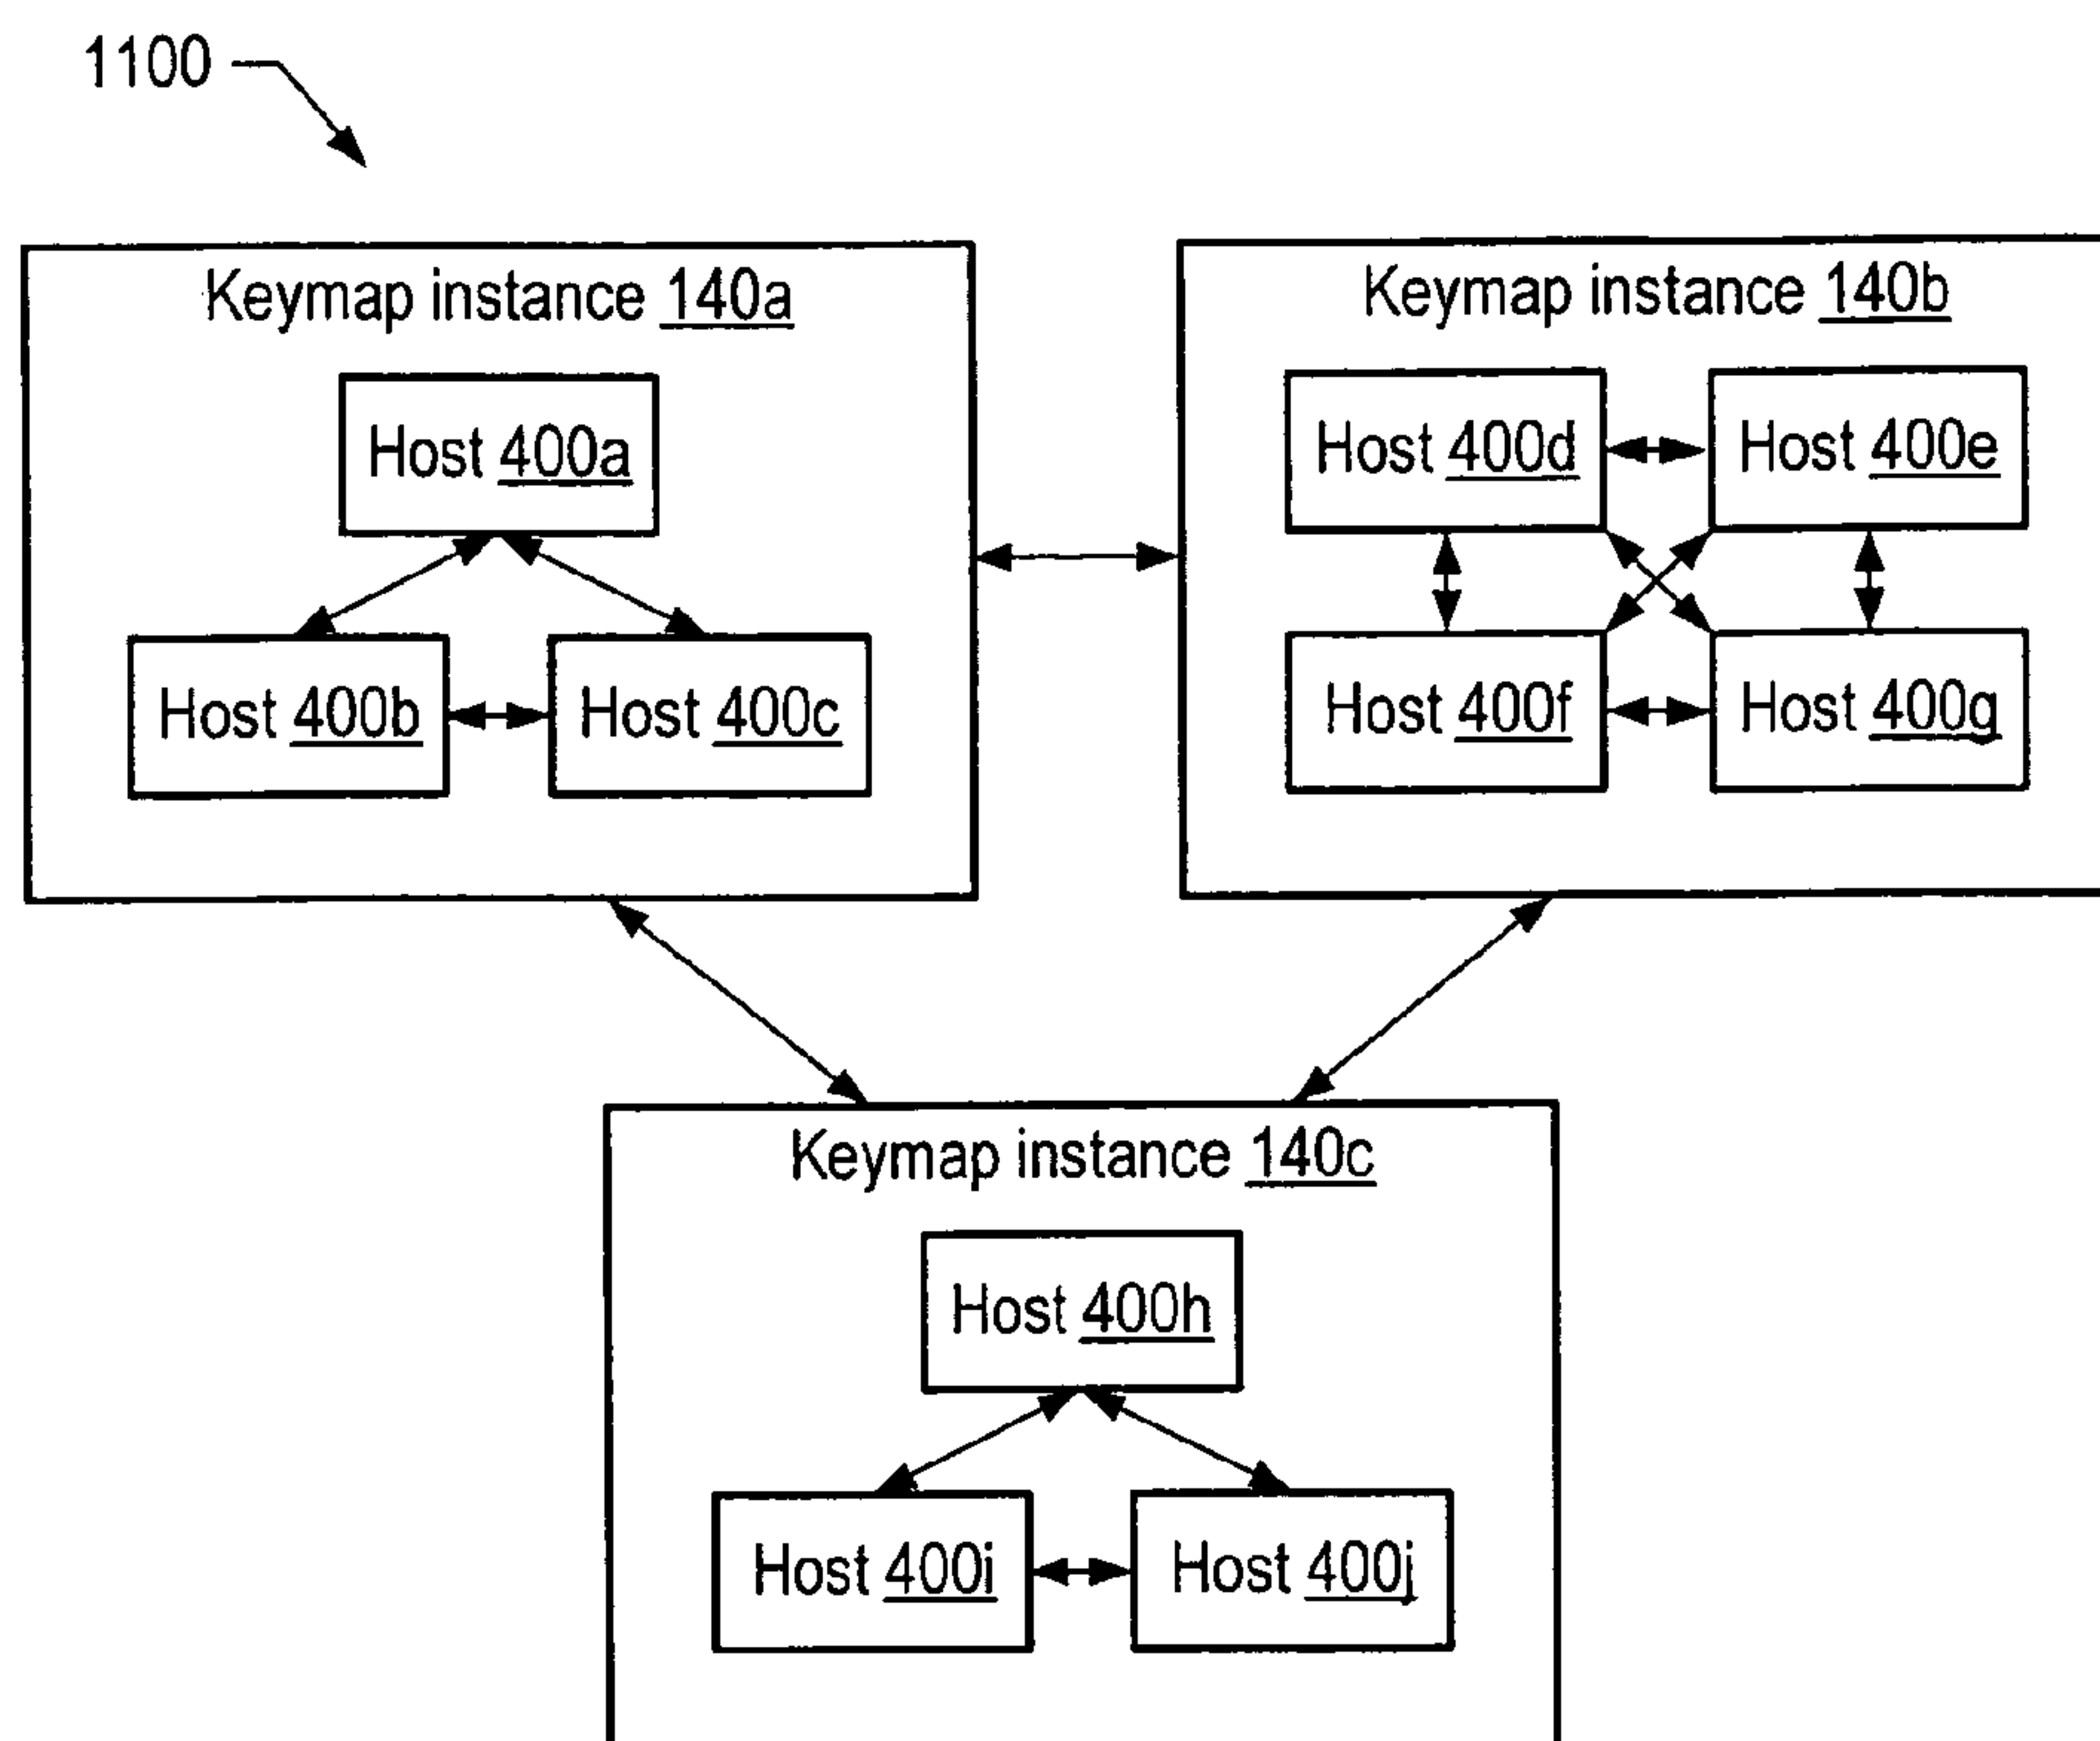 1100
Keymap instance 140a
Host 400a
Host 400b
Host 400c
Keymap instance 140b
Host 400d
Host 400e
Host 400f
Host 400g
Keymap instance 140c
Host 400h
Host 400i
Host 400j